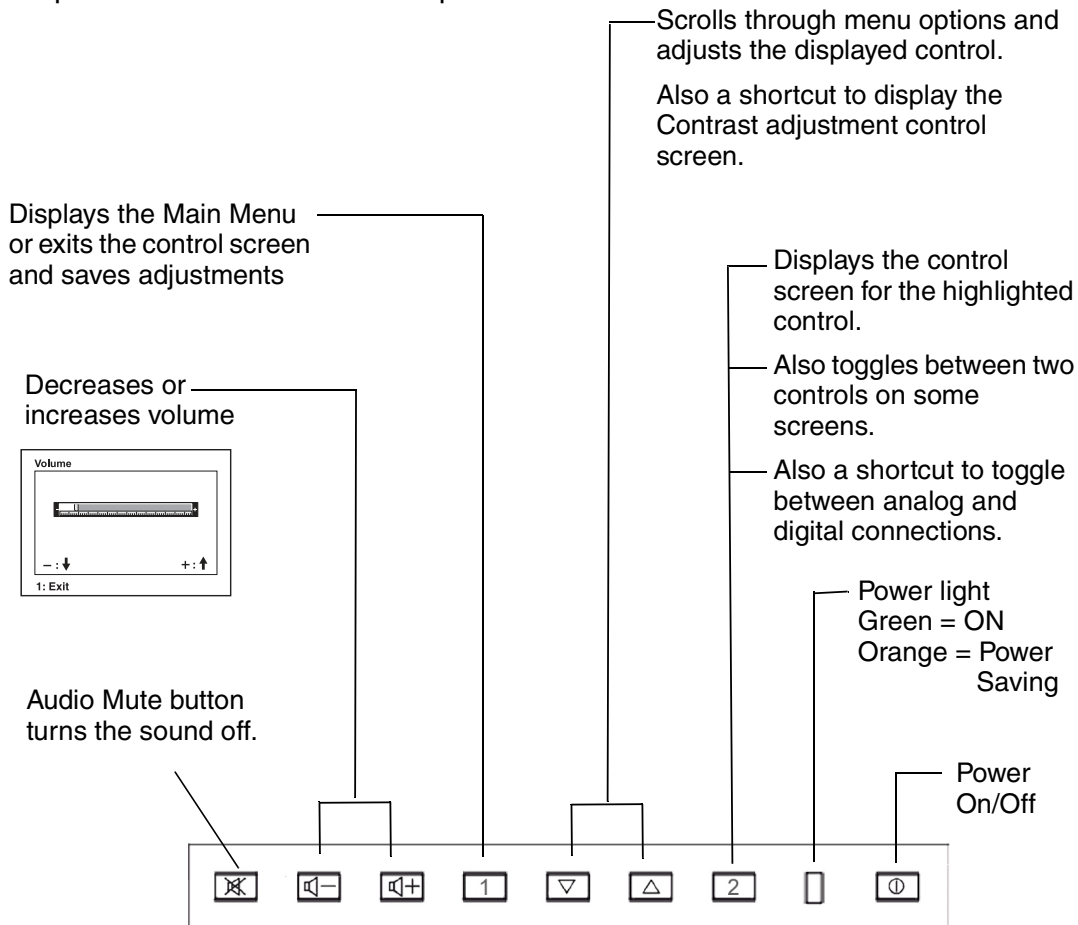 Scrolls through menu options and
adjusts the displayed control.
Also a shortcut to display the
Contrast adjustment control
screen.
Displays the Main Menu
or exits the control screen
and saves adjustments
Displays the control
screen for the highlighted
control.
Also toggles between two
controls on some
screens.
Also a shortcut to toggle
between analog and
digital connections.
Decreases or
increases volume
Volume
- +
– : ↓ + : ↑
1: Exit
Power light
Green = ON
Orange = Power
Saving
Audio Mute button
turns the sound off.
Power
On/Off
– + 1 ▽ △ 2